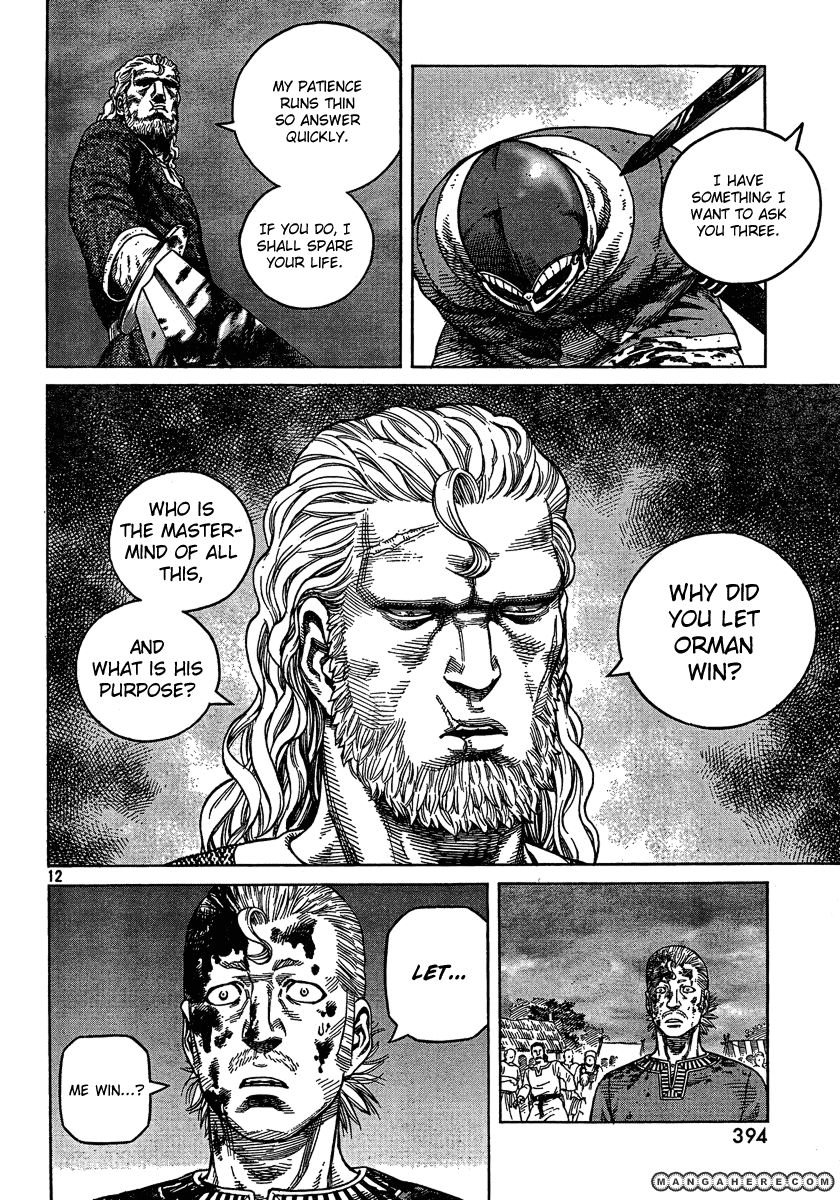 I HAVE
SOMETHING I
WANT TO ASK
YOU THREE.
MY PATIENCE
RUNS THIN
SO ANSWER
QUICKLY.
IF YOU DO, I
SHALL SPARE
YOUR LIFE.
WHY DID
YOU LET
ORMAN
WIN?
WHO IS
THE MASTER-
MIND OF ALL
THIS,
AND
WHAT IS HIS
PURPOSE?
12
LET...
ME WIN...?
394
MANGAHERE.COM